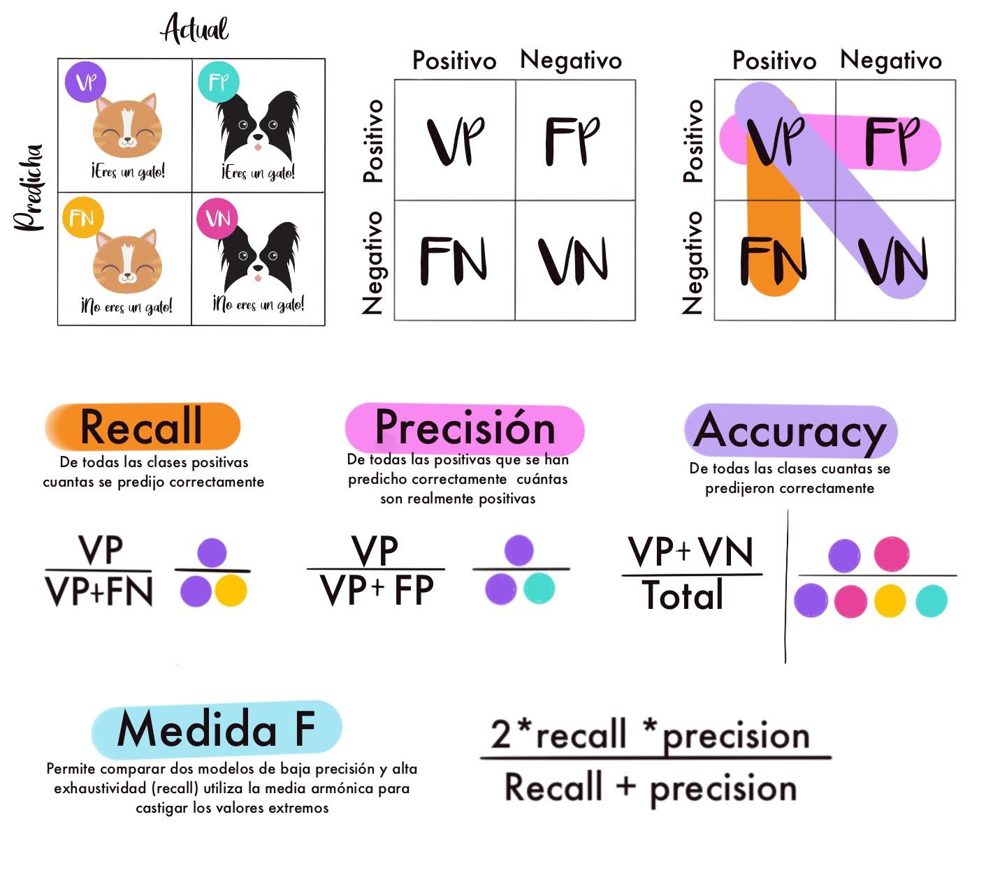 Actual
Predicha
VP
FP
¡Eres un gato!
¡Eres un gato!
FN
VN
¡No eres un gato!
¡No eres un gato!
Positivo Negativo
Positivo
VP FP
Negativo
FN VN
Positivo Negativo
Positivo
VP FP
Negativo
FN VN
Recall
De todas las clases positivas
cuantas se predijo correctamente
VP
VP+FN
Precisión
De todas las positivas que se han
predicho correctamente cuántas
son realmente positivas
VP
VP+ FP
Accuracy
De todas las clases cuantas se
predijeron correctamente
VP+ VN
Total
Medida F
Permite comparar dos modelos de baja precisión y alta
exhaustividad (recall) utiliza la media armónica para
castigar los valores extremos
2*recall *precision
Recall + precision